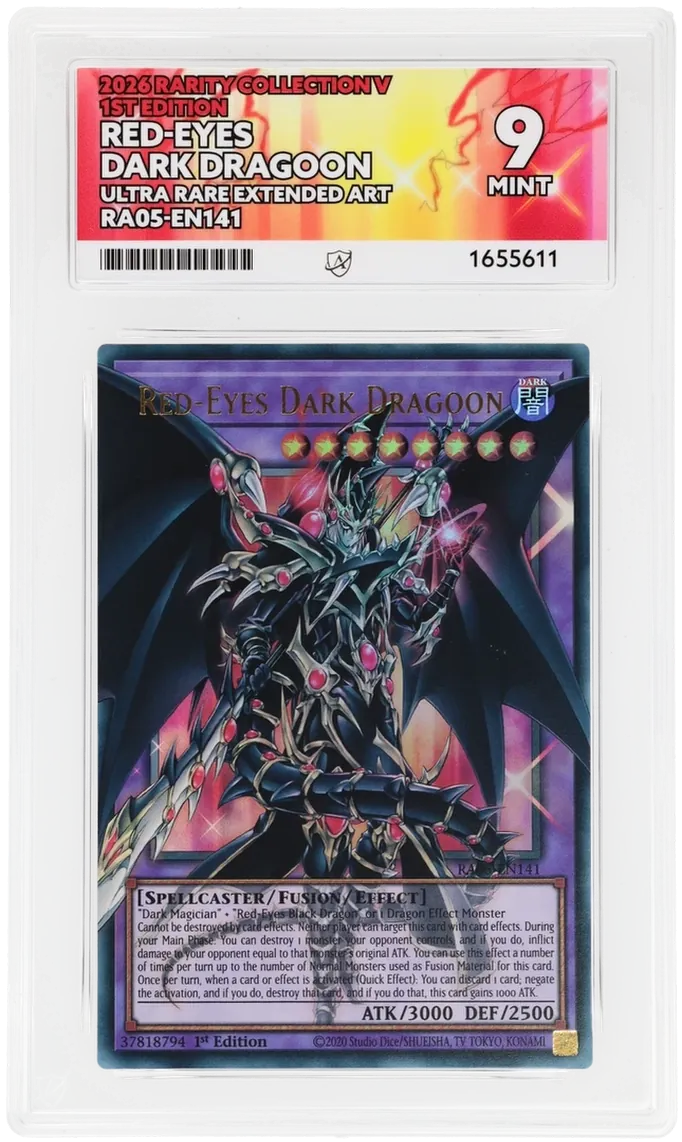 2026 RARITY COLLECTION V
1ST EDITION
RED-EYES
DARK DRAGOON
ULTRA RARE EXTENDED ART
RA05-EN141
9
MINT
1655611
Red-Eyes Dark Dragoon
DARK
闇
RA05-EN141
[Spellcaster/Fusion/Effect]
"Dark Magician" + "Red-Eyes Black Dragon" or 1 Dragon Effect Monster
Cannot be destroyed by card effects. Neither player can target this card with card effects. During
your Main Phase: You can destroy 1 monster your opponent controls, and if you do, inflict
damage to your opponent equal to that monster's original ATK. You can use this effect a number
of times per turn up to the number of Normal Monsters used as Fusion Material for this card.
Once per turn, when a card or effect is activated (Quick Effect): You can discard 1 card; negate
the activation, and if you do, destroy that card, and if you do that, this card gains 1000 ATK.
ATK/3000 DEF/2500
37818794 1st Edition
©2020 Studio Dice/SHUEISHA, TV TOKYO, KONAMI